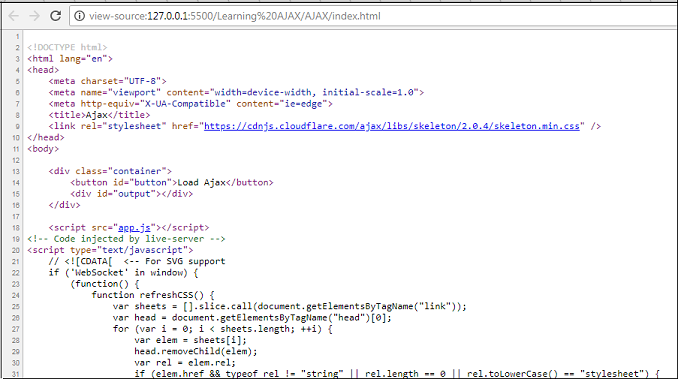 view-source:127.0.0.1:5500/Learning%20AJAX/AJAX/index.html
1
2 <!DOCTYPE html>
3 <html lang="en">
4 <head>
5 <meta charset="UTF-8">
6 <meta name="viewport" content="width=device-width, initial-scale=1.0">
7 <meta http-equiv="X-UA-Compatible" content="ie=edge">
8 <title>Ajax</title>
9 <link rel="stylesheet" href="https://cdnjs.cloudflare.com/ajax/libs/skeleton/2.0.4/skeleton.min.css" />
10 </head>
11 <body>
12
13 <div class="container">
14 <button id="button">Load Ajax</button>
15 <div id="output"></div>
16 </div>
17
18 <script src="app.js"></script>
19 <!-- Code injected by live-server -->
20 <script type="text/javascript">
21 // <![CDATA[ <-- For SVG support
22 if ('WebSocket' in window) {
23 (function() {
24 function refreshCSS() {
25 var sheets = [].slice.call(document.getElementsByTagName("link"));
26 var head = document.getElementsByTagName("head")[0];
27 for (var i = 0; i < sheets.length; ++i) {
28 var elem = sheets[i];
29 head.removeChild(elem);
30 var rel = elem.rel;
31 if (elem.href && typeof rel != "string" || rel.length == 0 || rel.toLowerCase() == "stylesheet") {